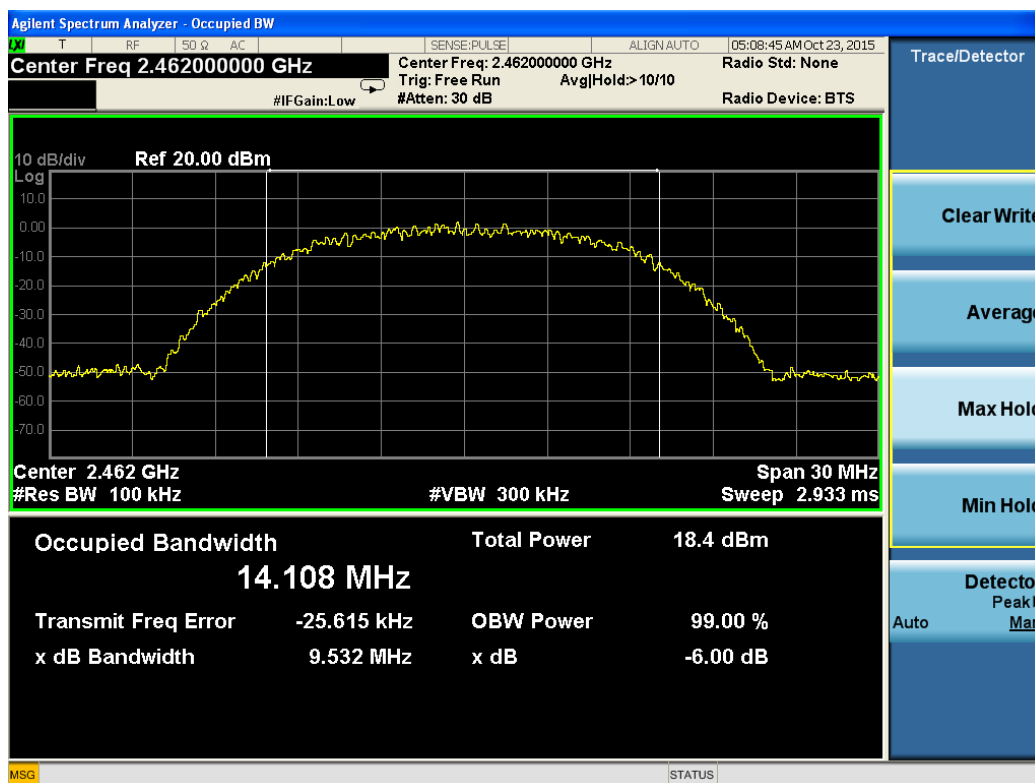 Agilent Spectrum Analyzer - Occupied BW
LXI T RF 50 Ω AC SENSE:PULSE ALIGN AUTO 05:08:45 AM Oct 23, 2015
Center Freq 2.462000000 GHz
Center Freq: 2.462000000 GHz Radio Std: None
Trig: Free Run Avg|Hold:>10/10
#IFGain:Low #Atten: 30 dB Radio Device: BTS
Trace/Detector
10 dB/div Ref 20.00 dBm
Log
10.0
0.00
-10.0
-20.0
-30.0
-40.0
-50.0
-60.0
-70.0
Center 2.462 GHz Span 30 MHz
#Res BW 100 kHz #VBW 300 kHz Sweep 2.933 ms
Occupied Bandwidth Total Power 18.4 dBm
14.108 MHz
Transmit Freq Error -25.615 kHz OBW Power 99.00 %
x dB Bandwidth 9.532 MHz x dB -6.00 dB
Clear Write
Average
Max Hold
Min Hold
Detecto
Peak
Auto Man
MSG STATUS